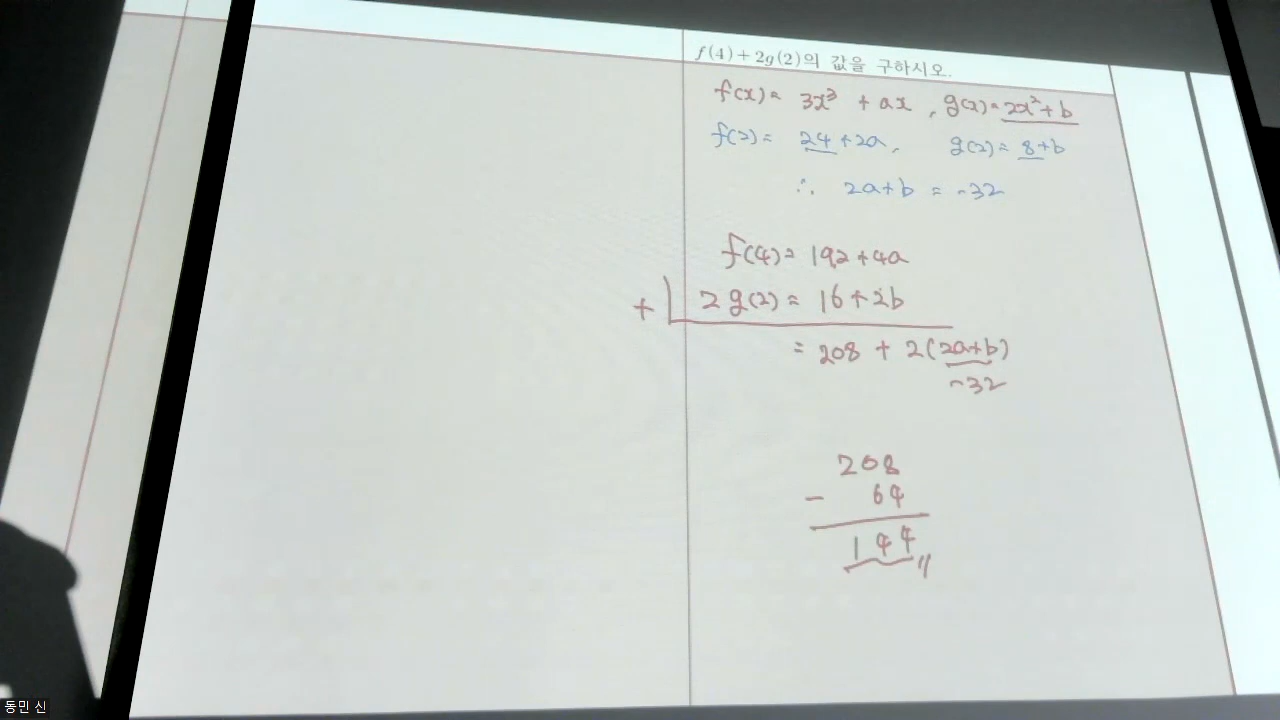 f(4)+2g(2)의 값을 구하시오.
f(x)= 3x³ + ax , g(x)= 2x²+b
f(2)= 24+2a, g(2)= 8+b
∴ 2a+b = -32
f(4)= 192+4a
+ 2g(2)= 16+2b
= 208 + 2(2a+b)
-32
208
- 64
144 〃
동민 신